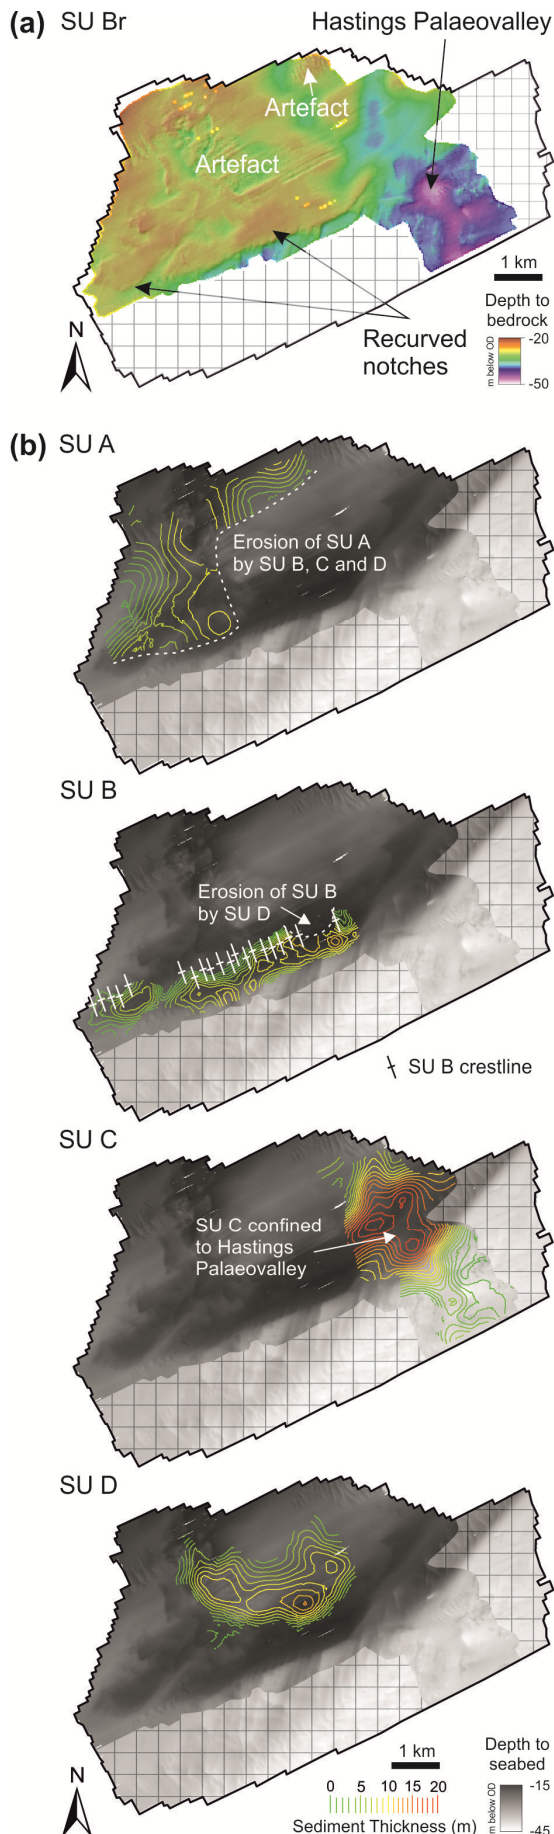 (a) SU Br
Hastings Palaeovalley
Artefact
Artefact
1 km
Recurved
notches
Depth to
bedrock
m below OD
-20
-50
N
(b) SU A
Erosion of SU A
by SU B, C and D
SU B
Erosion of SU B
by SU D
SU B crestline
SU C
SU C confined
to Hastings
Palaeovalley
SU D
N
1 km
0 5 10 15 20
Sediment Thickness (m)
Depth to
seabed
m below OD
-15
-45